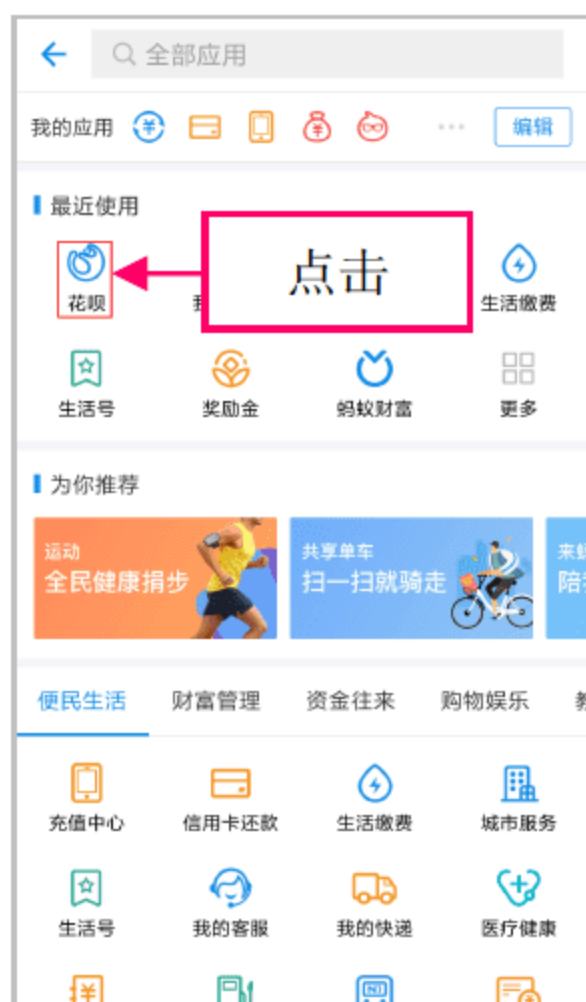 全部应用
我的应用
编辑
最近使用
点击
花呗
生活缴费
生活号
奖励金
蚂蚁财富
更多
为你推荐
运动
全民健康捐步
共享单车
扫一扫就骑走
便民生活
财富管理
资金往来
购物娱乐
充值中心
信用卡还款
生活缴费
城市服务
生活号
我的客服
我的快递
医疗健康